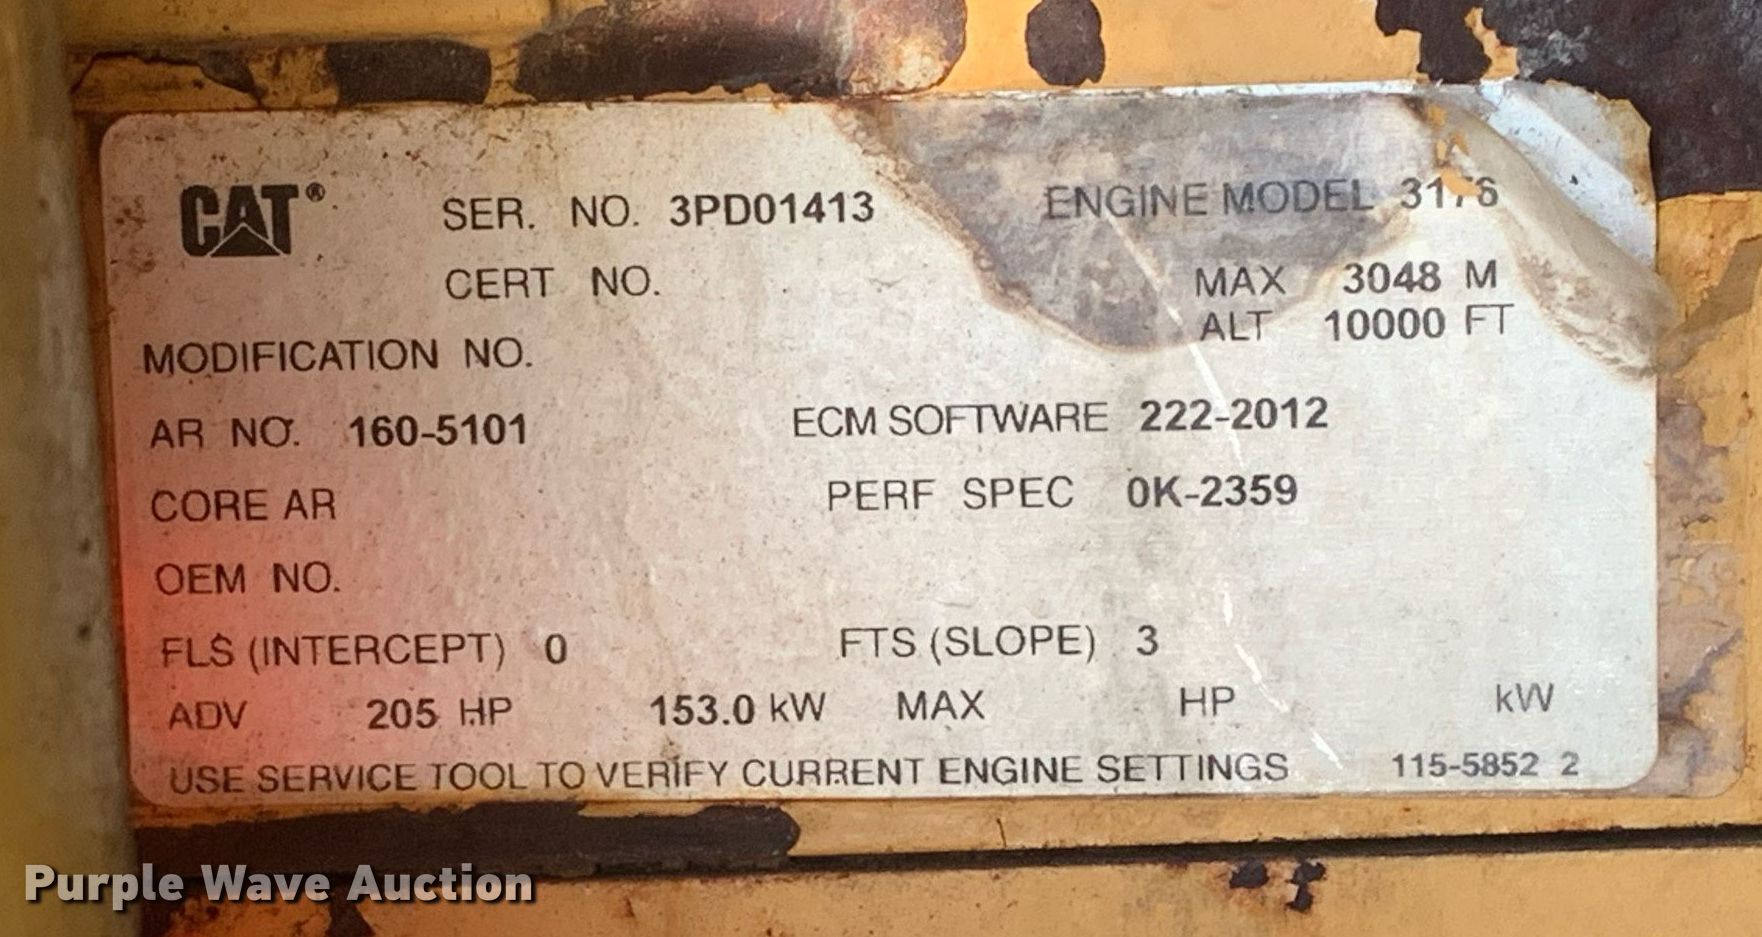 CAT® SER. NO. 3PD01413 ENGINE MODEL
CERT NO. MAX 3048 M
ALT 10000 FT
MODIFICATION NO.
AR NO. 160-5101 ECM SOFTWARE 222-2012
CORE AR PERF SPEC 0K-2359
OEM NO.
FLS (INTERCEPT) 0 FTS (SLOPE) 3
ADV 205 HP 153.0 kW MAX HP kW
USE SERVICE TOOL TO VERIFY CURRENT ENGINE SETTINGS 115-5852 2
Purple Wave Auction